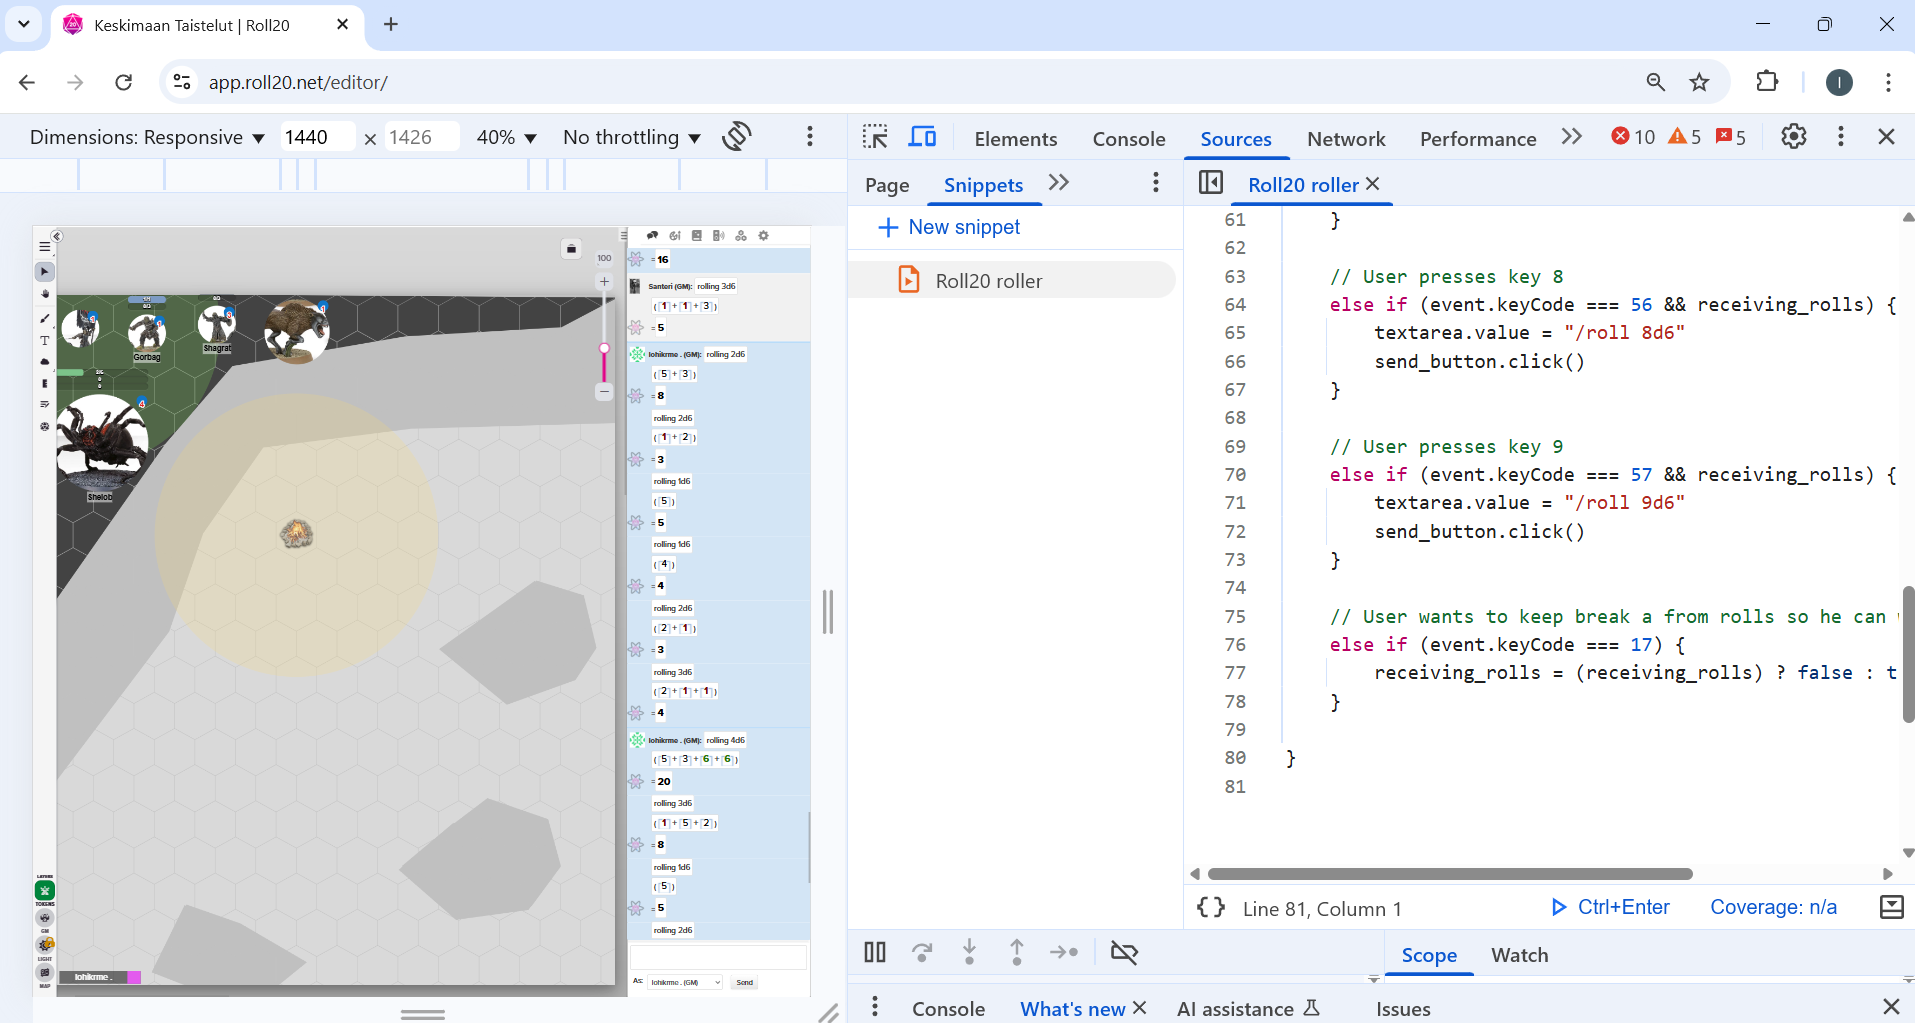 Keskimaan Taistelut | Roll20
app.roll20.net/editor/
Dimensions: Responsive
1440
×
1426
40%
No throttling
Elements
Console
Sources
Network
Performance
10
5
5
Page
Snippets
Roll20 roller
New snippet
Roll20 roller
61 }
62
63 // User presses key 8
64 else if (event.keyCode === 56 && receiving_rolls) {
65 textarea.value = "/roll 8d6"
66 send_button.click()
67 }
68
69 // User presses key 9
70 else if (event.keyCode === 57 && receiving_rolls) {
71 textarea.value = "/roll 9d6"
72 send_button.click()
73 }
74
75 // User wants to keep break a from rolls so he can
76 else if (event.keyCode === 17) {
77 receiving_rolls = (receiving_rolls) ? false : t
78 }
79
80 }
81
{} Line 81, Column 1
Ctrl+Enter
Coverage: n/a
Scope
Watch
Console
What's new
AI assistance
Issues
I
100
Gorbag
Shagrat
4
Shelob
T
LAYERS
TOKENS
GM
LIGHT
MAP
lohikrme .
= 16
Santeri (GM): rolling 3d6
(1+1+3)
= 5
lohikrme . (GM): rolling 2d6
(5+3)
= 8
rolling 2d6
(1+2)
= 3
rolling 1d6
(5)
= 5
rolling 1d6
(4)
= 4
rolling 2d6
(2+1)
= 3
rolling 3d6
(2+1+1)
= 4
lohikrme . (GM): rolling 4d6
(5+3+6+6)
= 20
rolling 3d6
(1+5+2)
= 8
rolling 1d6
(5)
= 5
rolling 2d6
As: lohikrme . (GM) Send